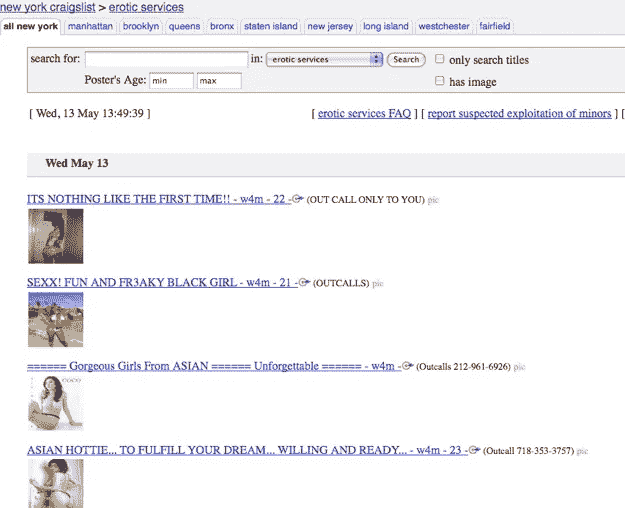 new york craigslist > erotic services
all new york manhattan brooklyn queens bronx staten island new jersey long island westchester fairfield
search for: in: erotic services Search only search titles
Poster's Age: min max has image
[ Wed, 13 May 13:49:39 ] [ erotic services FAQ ] [ report suspected exploitation of minors ] [
Wed May 13
ITS NOTHING LIKE THE FIRST TIME!! - w4m - 22 - (OUT CALL ONLY TO YOU) pic
SEXX! FUN AND FR3AKY BLACK GIRL - w4m - 21 - (OUTCALLS) pic
====== Gorgeous Girls From ASIAN ====== Unforgettable ====== - w4m - (Outcalls 212-961-6926) pic
COCO
ASIAN HOTTIE... TO FULFILL YOUR DREAM... WILLING AND READY... - w4m - 23 - (Outcall 718-353-3757) pic